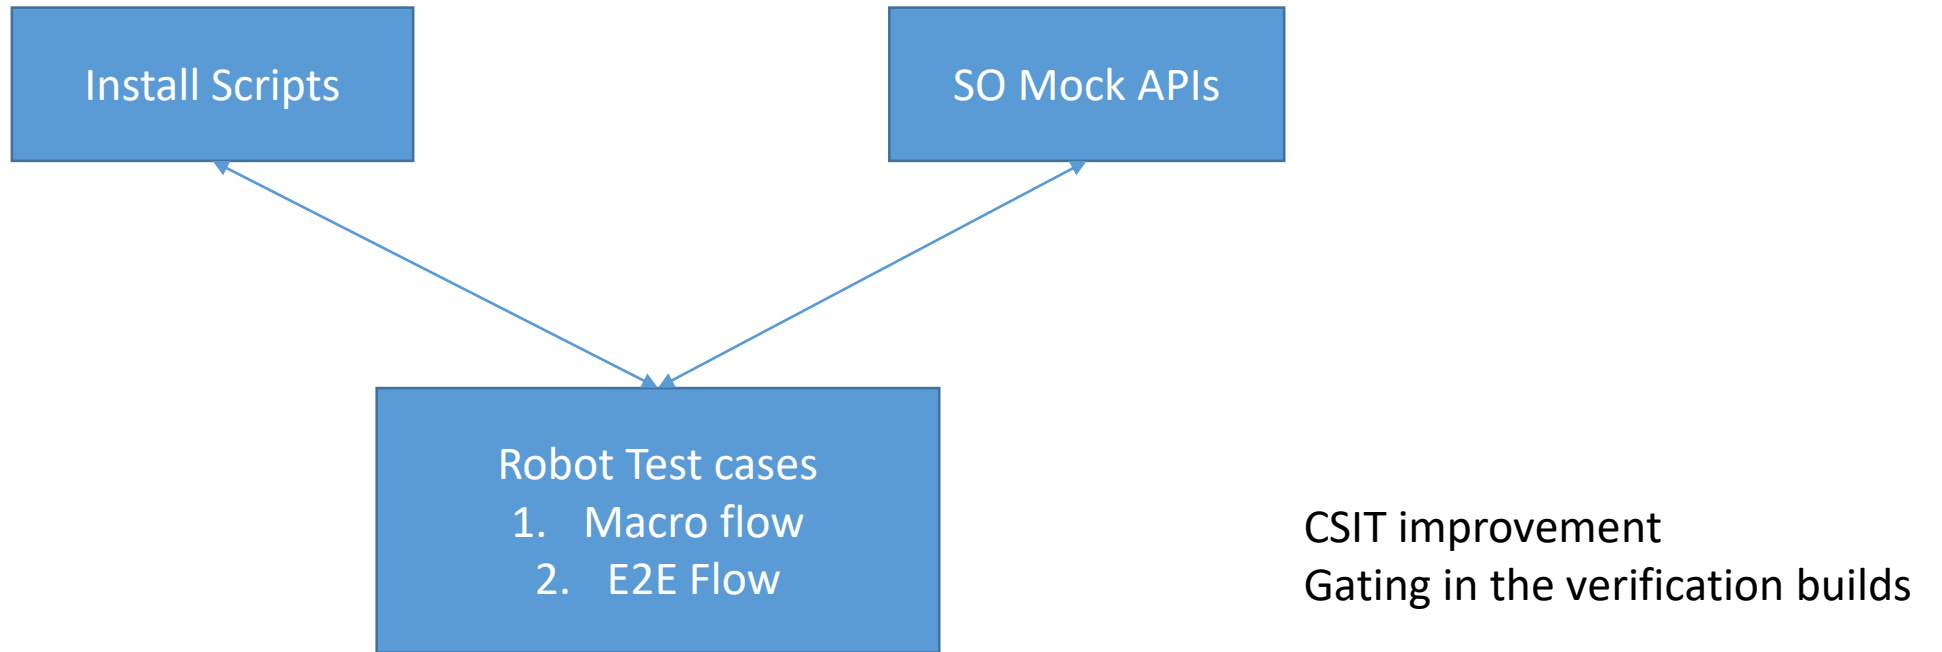 Install Scripts
SO Mock APIs
Robot Test cases
1. Macro flow
2. E2E Flow
CSIT improvement
Gating in the verification builds